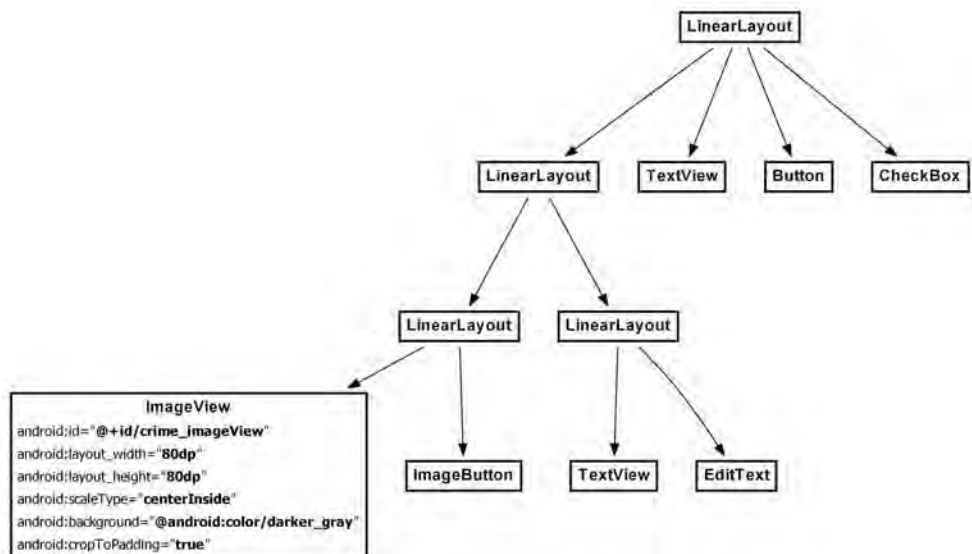 LinearLayout
LinearLayout
TextView
Button
CheckBox
LinearLayout
LinearLayout
ImageView
android:id="@+id/crime_imageView"
android:layout_width="80dp"
android:layout_height="80dp"
android:scaleType="centerInside"
android:background="@android:color/darker_gray"
android:cropToPadding="true"
ImageButton
TextView
EditText